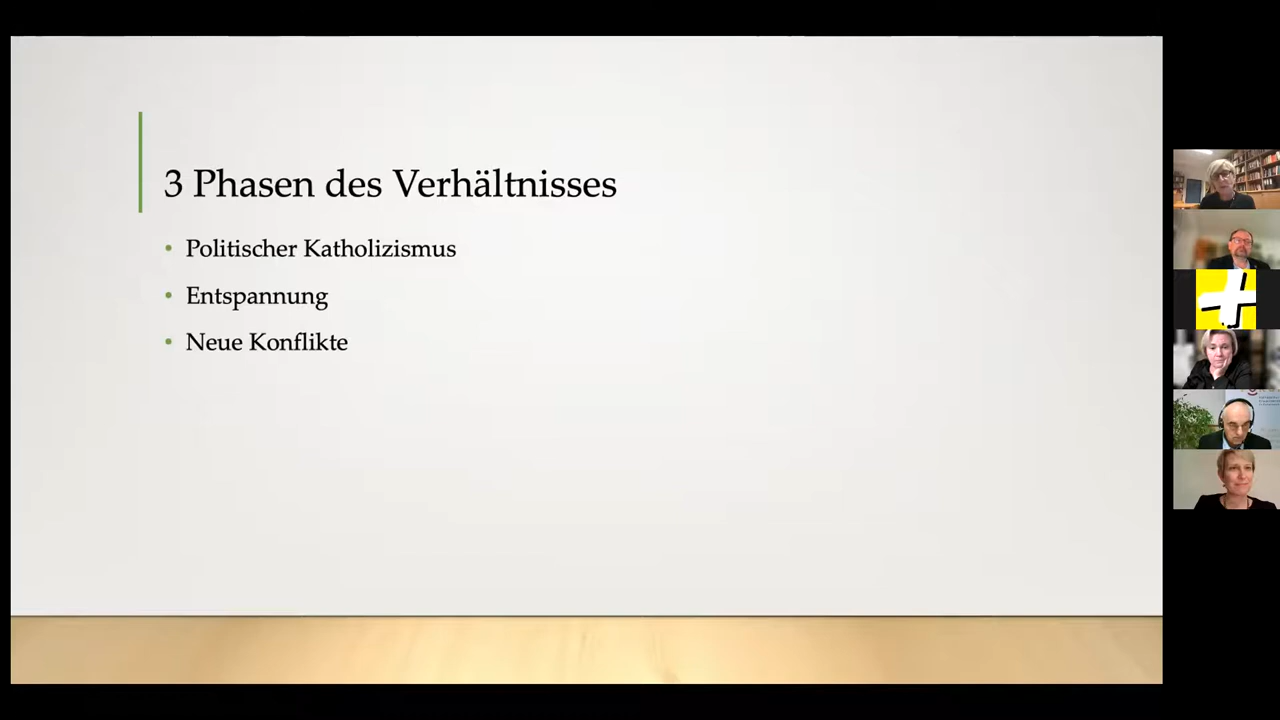 3 Phasen des Verhältnisses
• Politischer Katholizismus
• Entspannung
• Neue Konflikte